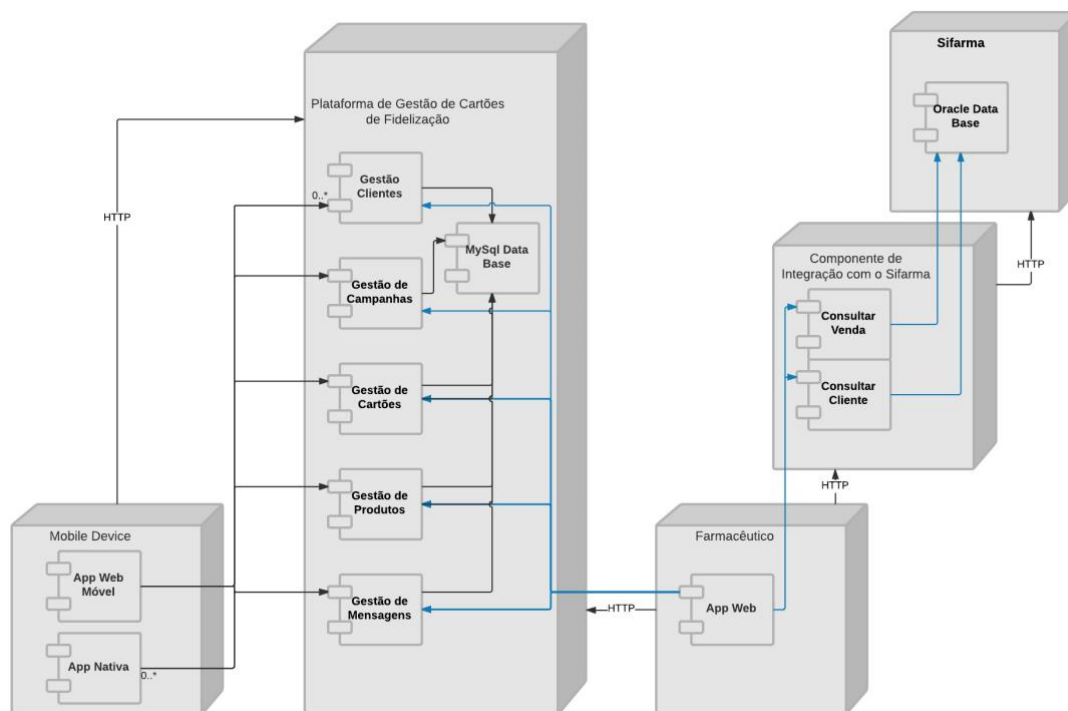 Sifarma
Oracle Data
Base
Plataforma de Gestão de Cartões
de Fidelização
Gestão
Clientes
0..*
HTTP
MySql Data
Base
Componente de
Integração com o Sifarma
HTTP
Gestão de
Campanhas
Consultar
Venda
Gestão de
Cartões
Consultar
Cliente
HTTP
Gestão de
Produtos
Mobile Device
Farmacêutico
App Web
Móvel
Gestão de
Mensagens
HTTP
App Web
App Nativa
0..*